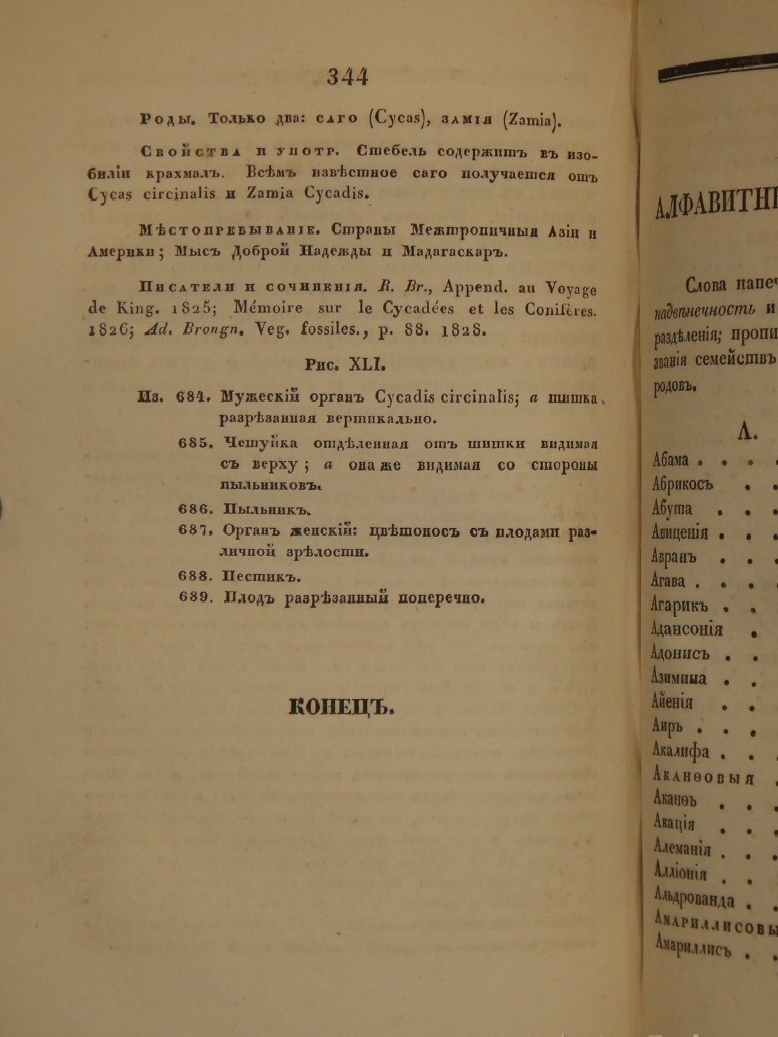 344
Роды. Только два: саго (Cycas), замія (Zamia).
Свойства и употр. Стебель содержитъ въ изо-
биліи крахмалъ. Всѣмъ извѣстное саго получается отъ
Cycas circinalis и Zamia Cycadis.
Мѣстопребываніе. Страны Межтропичныя Азіи и
Америки; Мысъ Доброй Надежды и Мадагаскаръ.
Писатели и сочиненія. R. Br., Append. au Voyage
de King. 1825; Mémoire sur le Cycadées et les Conifères.
1826; Ad. Brongn. Veg. fossiles., p. 88. 1828.
Рис. XLI.
Из. 684. Мужескій органъ Cycadis circinalis; a шишка
разрѣзанная вертикально.
685. Чешуйка отдѣленная отъ шишки видимая
съ верху; a она же видимая со стороны
пыльниковъ.
686. Пыльникъ.
687. Органъ женскій: цвѣтоносъ съ плодами раз-
личной зрѣлости.
688. Пестикъ.
689. Плодъ разрѣзанный поперечно.
КОНЕЦЪ.
АЛФАВИТНЫ
Слова напеч
надѣпечность и
раздѣленія; пропи
званія семействъ
родовъ.
А.
Абама . . . .
Абрикосъ . .
Абута . . .
Авиценія . . .
Авранъ . . .
Агава . . .
Агарикъ . .
Адансонія .
Адонисъ . .
Азимина . .
Айенія . .
Аиръ . . .
Акалифа . . .
Аканѳовыя .
Аканѳъ . . .
Акація . . .
Алеманія . . .
Алліонія . .
Альдрованда . .
Амариллисовы
Амариллисъ . .